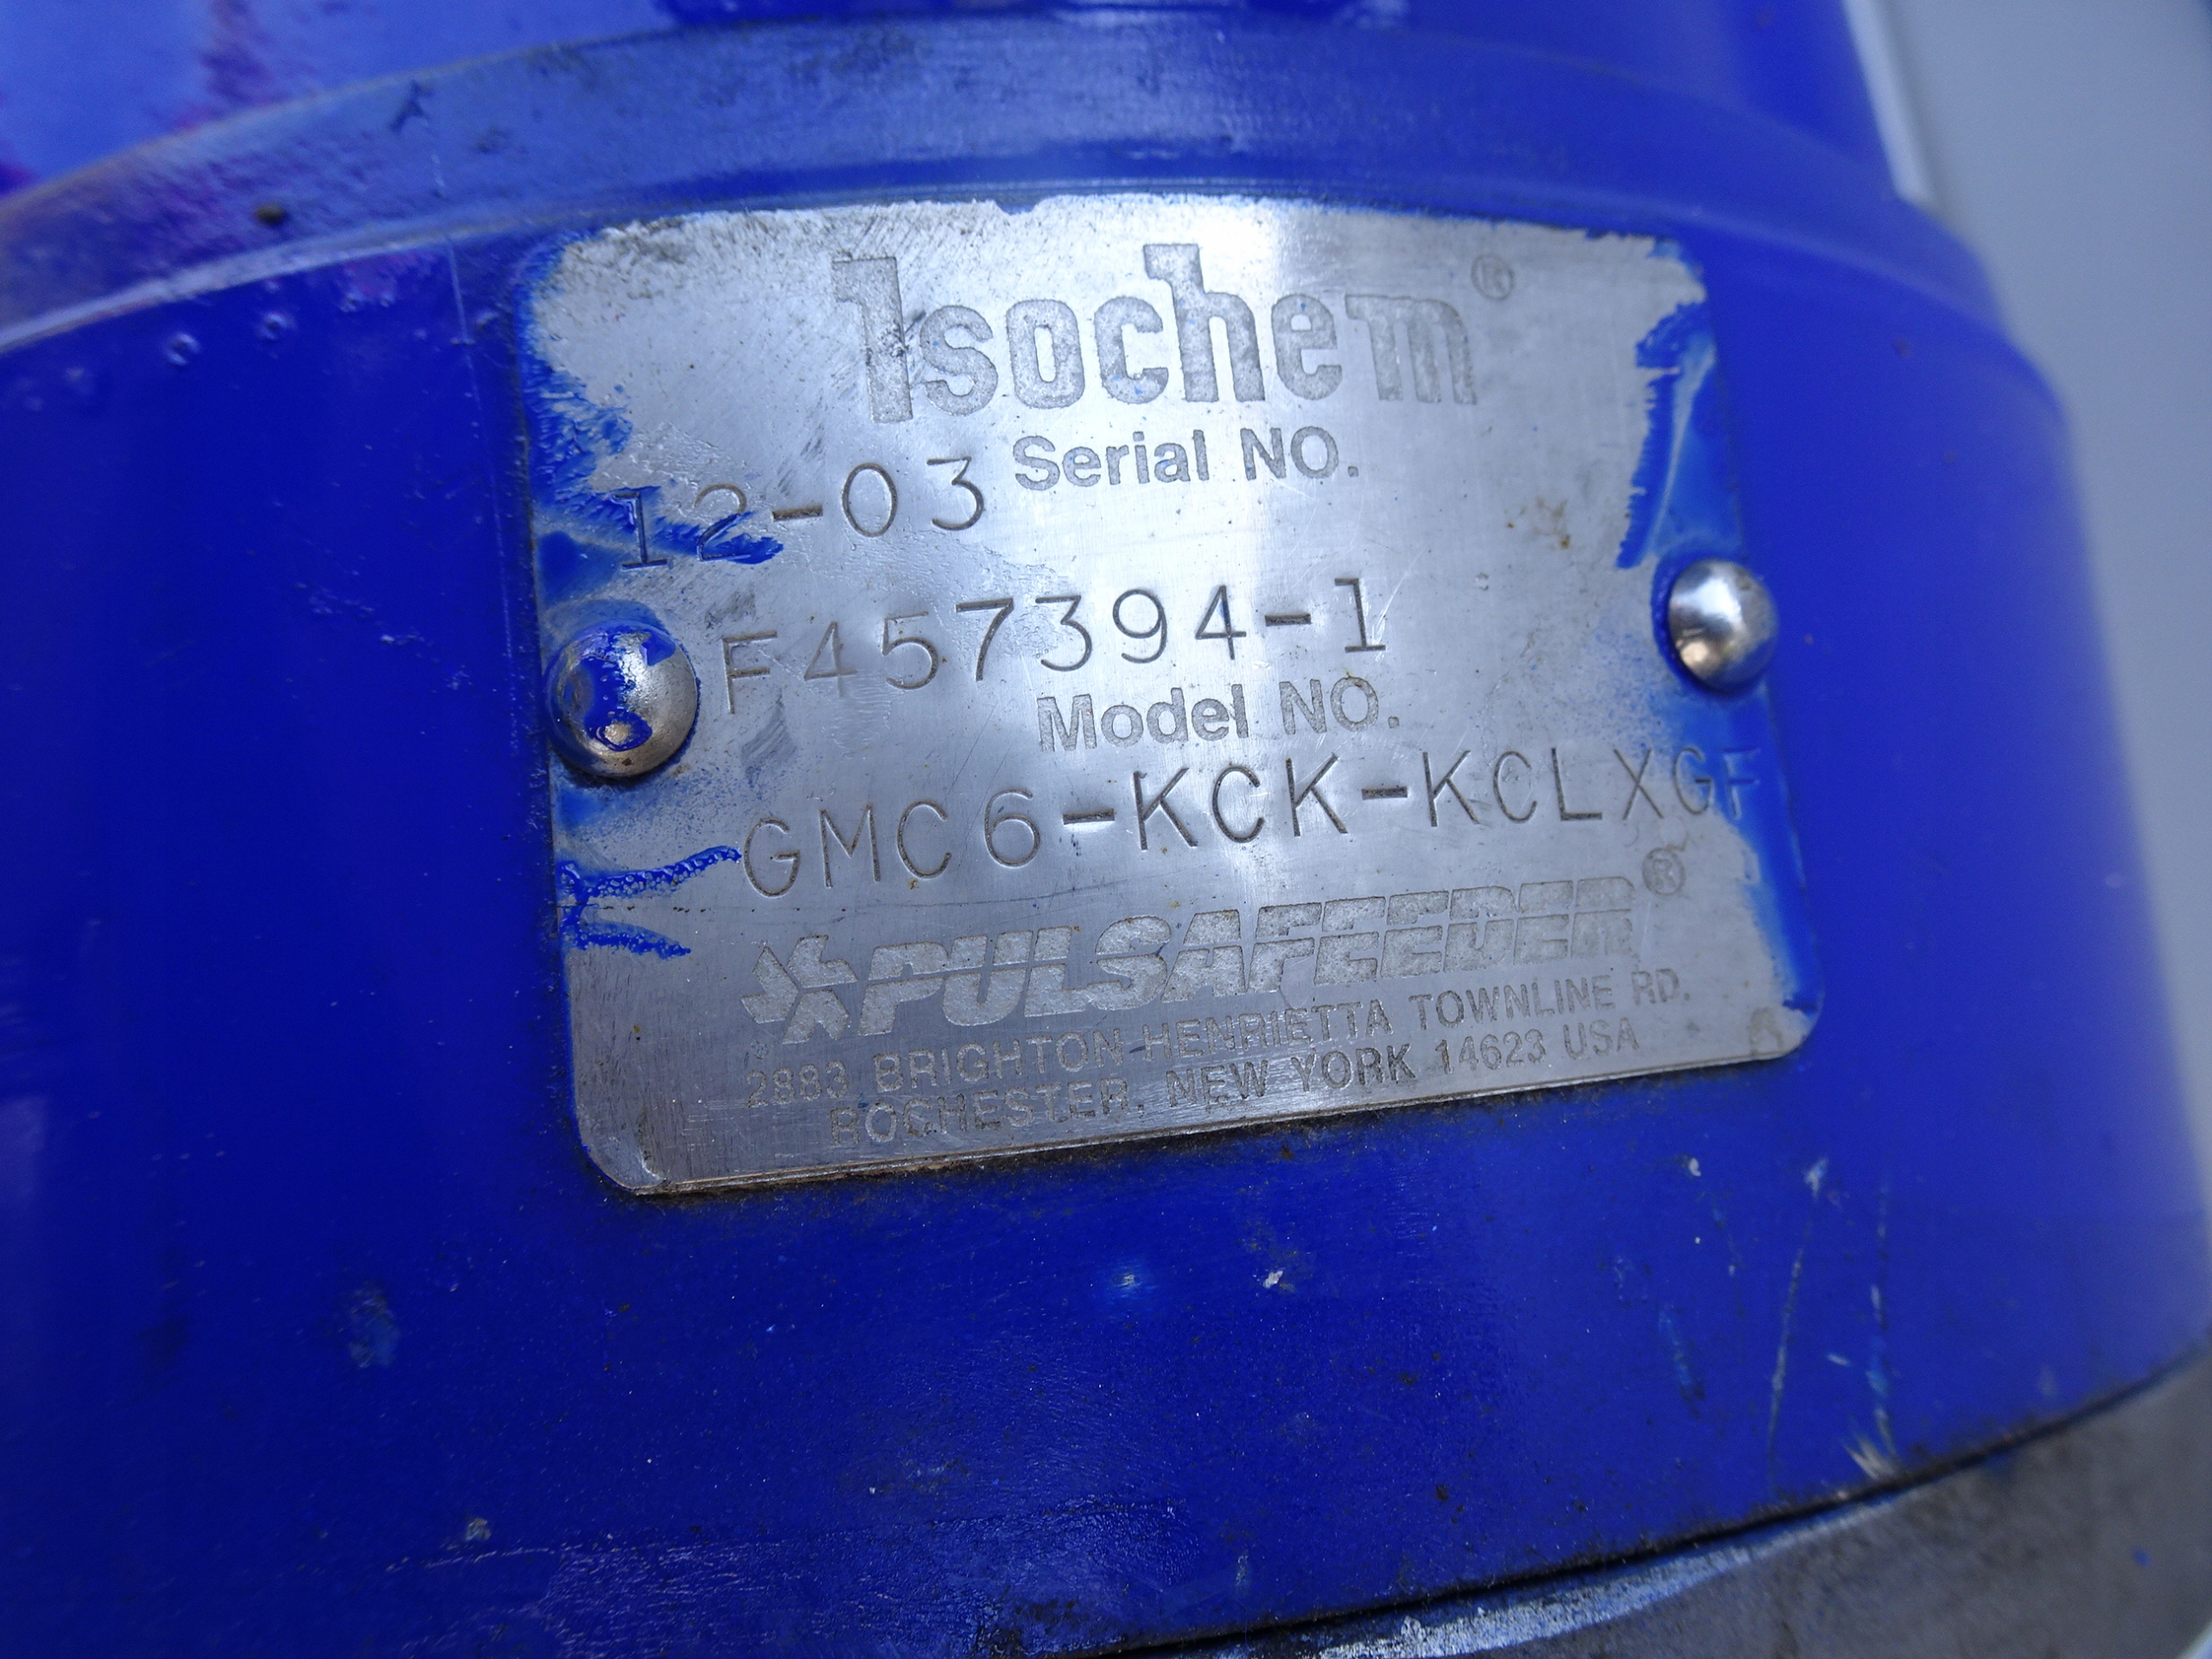 Isochem®
Serial NO.
12-03
F457394-1
Model NO.
GMC6-KCK-KCLXGF
PULSAFEEDER®
2883 BRIGHTON HENRIETTA TOWNLINE RD.
ROCHESTER, NEW YORK 14623 USA